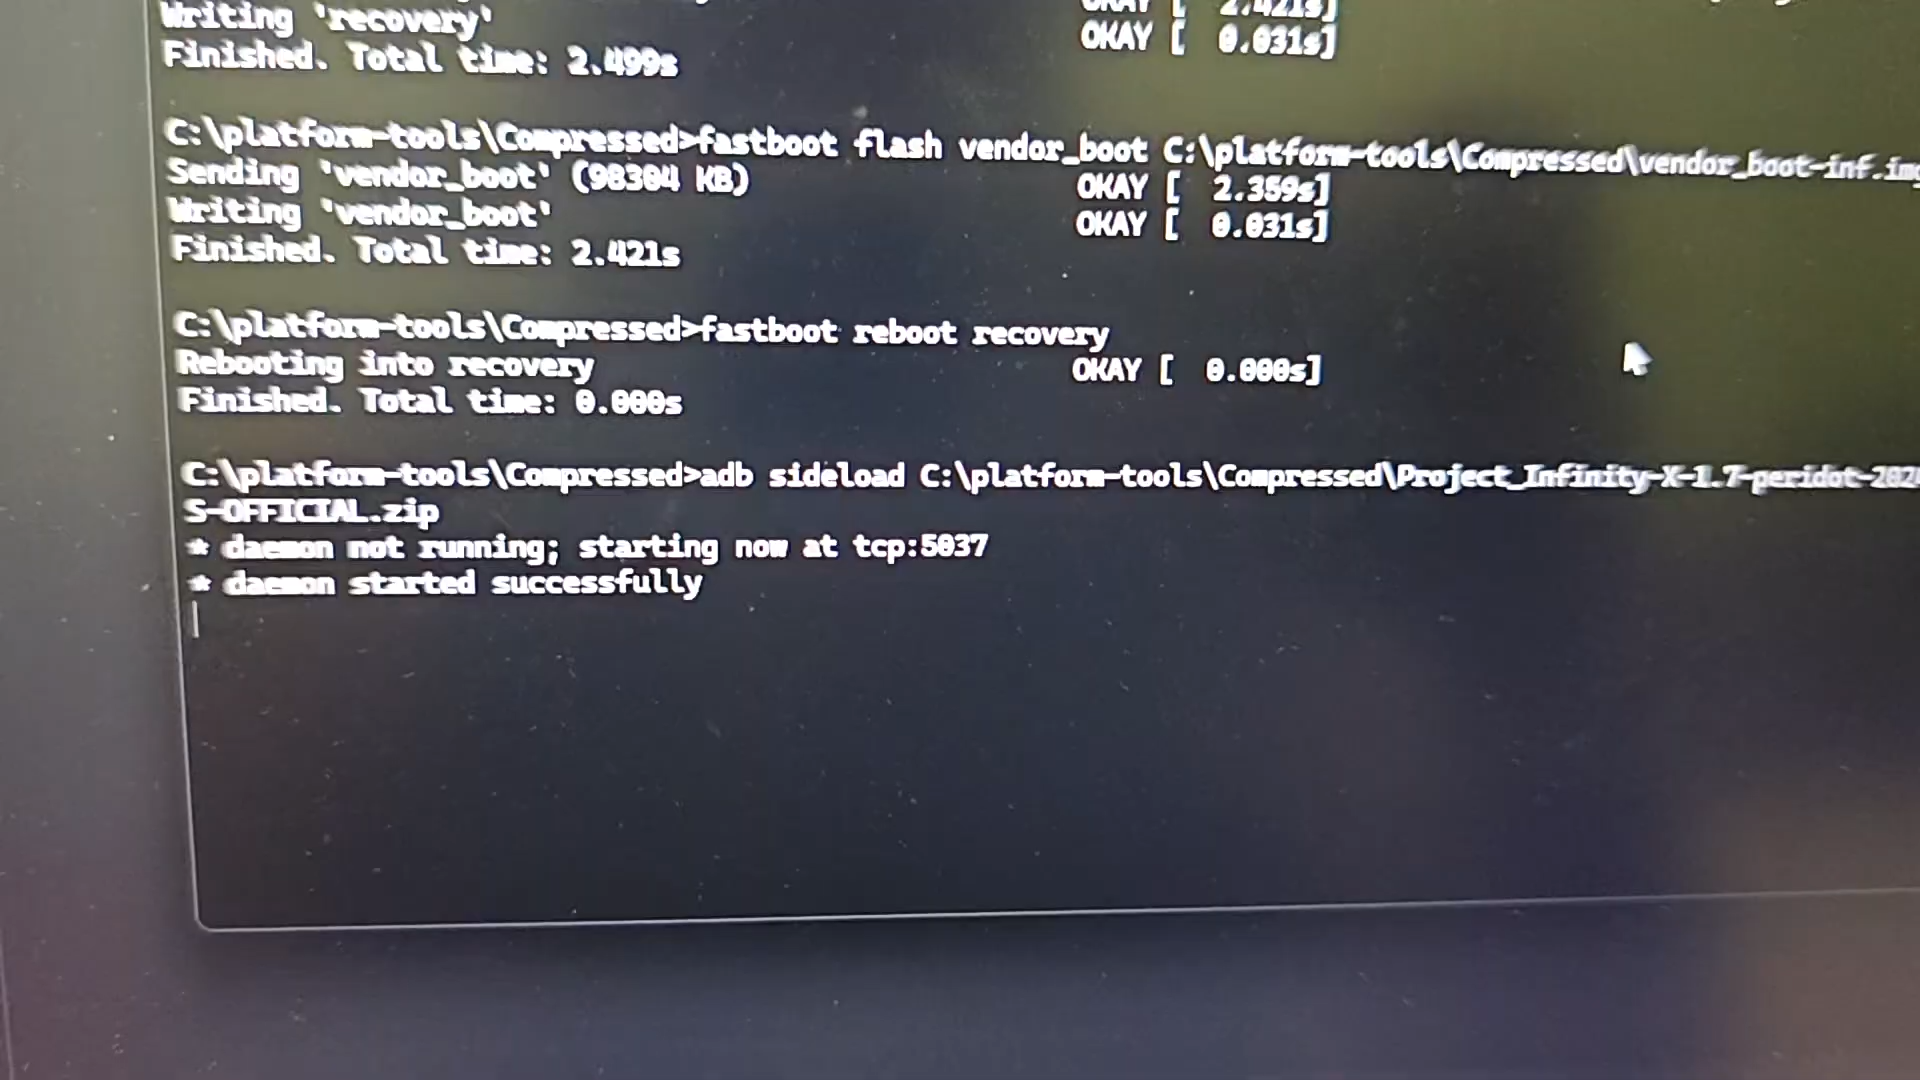 Writing 'recovery' OKAY [ 2.421s]
Finished. Total time: 2.499s OKAY [ 0.031s]
C:\platform-tools\Compressed>fastboot flash vendor_boot C:\platform-tools\Compressed\vendor_boot-inf.img
Sending 'vendor_boot' (98304 KB) OKAY [ 2.359s]
Writing 'vendor_boot' OKAY [ 0.031s]
Finished. Total time: 2.421s
C:\platform-tools\Compressed>fastboot reboot recovery
Rebooting into recovery OKAY [ 0.000s]
Finished. Total time: 0.000s
C:\platform-tools\Compressed>adb sideload C:\platform-tools\Compressed\Project_Infinity-X-1.7-peridot-202
S-OFFICIAL.zip
* daemon not running; starting now at tcp:5037
* daemon started successfully